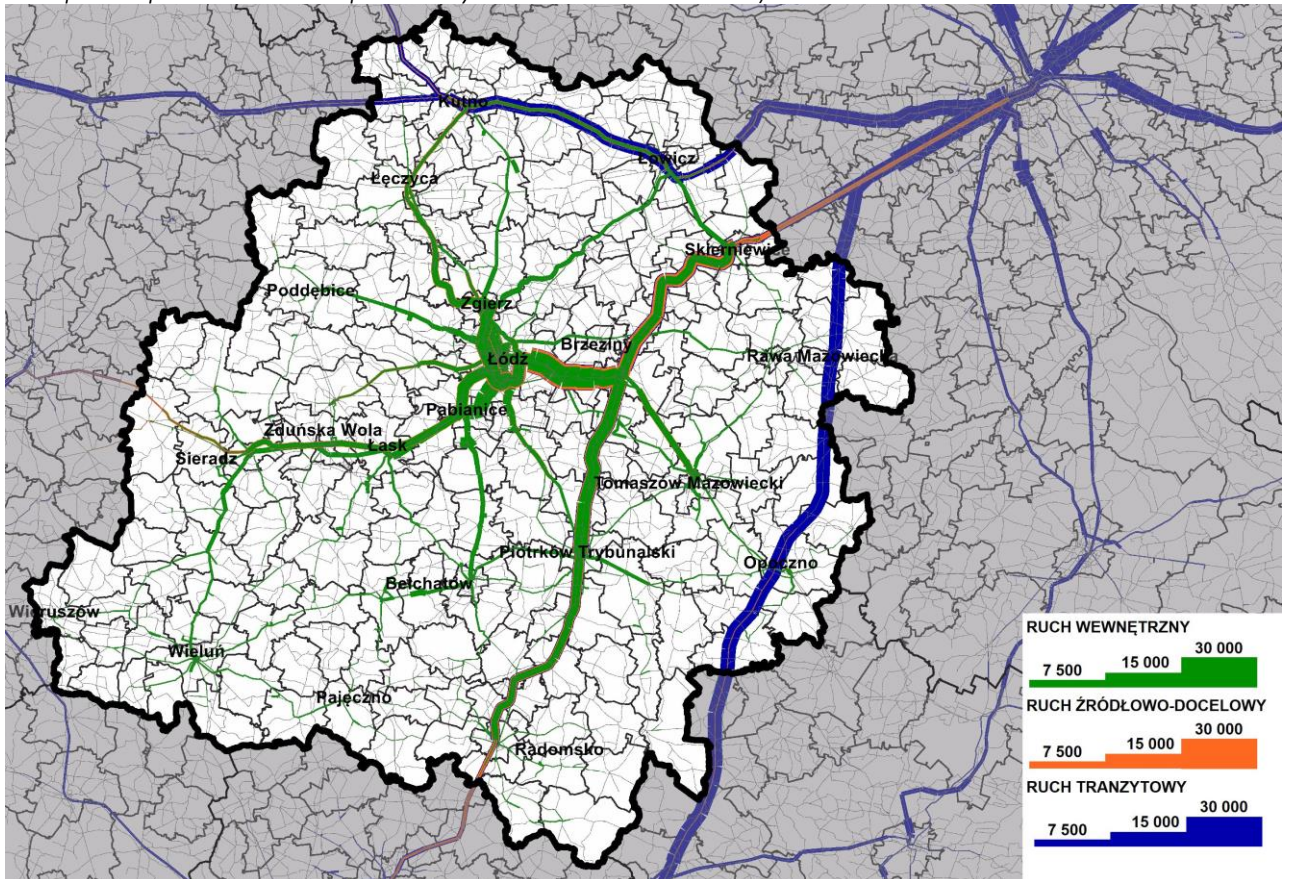 Kutno
Łowicz
Łęczyca
Skierniewice
Poddębice
Zgierz
Brzeziny
Łódź
Rawa Mazowiecka
Pabianice
Zduńska Wola
Łask
Sieradz
Tomaszów Mazowiecki
Piotrków Trybunalski
Opoczno
Bełchatów
Wieruszów
Wieluń
Pajęczno
Radomsko
RUCH WEWNĘTRZNY
7 500 15 000 30 000
RUCH ŹRÓDŁOWO-DOCELOWY
7 500 15 000 30 000
RUCH TRANZYTOWY
7 500 15 000 30 000